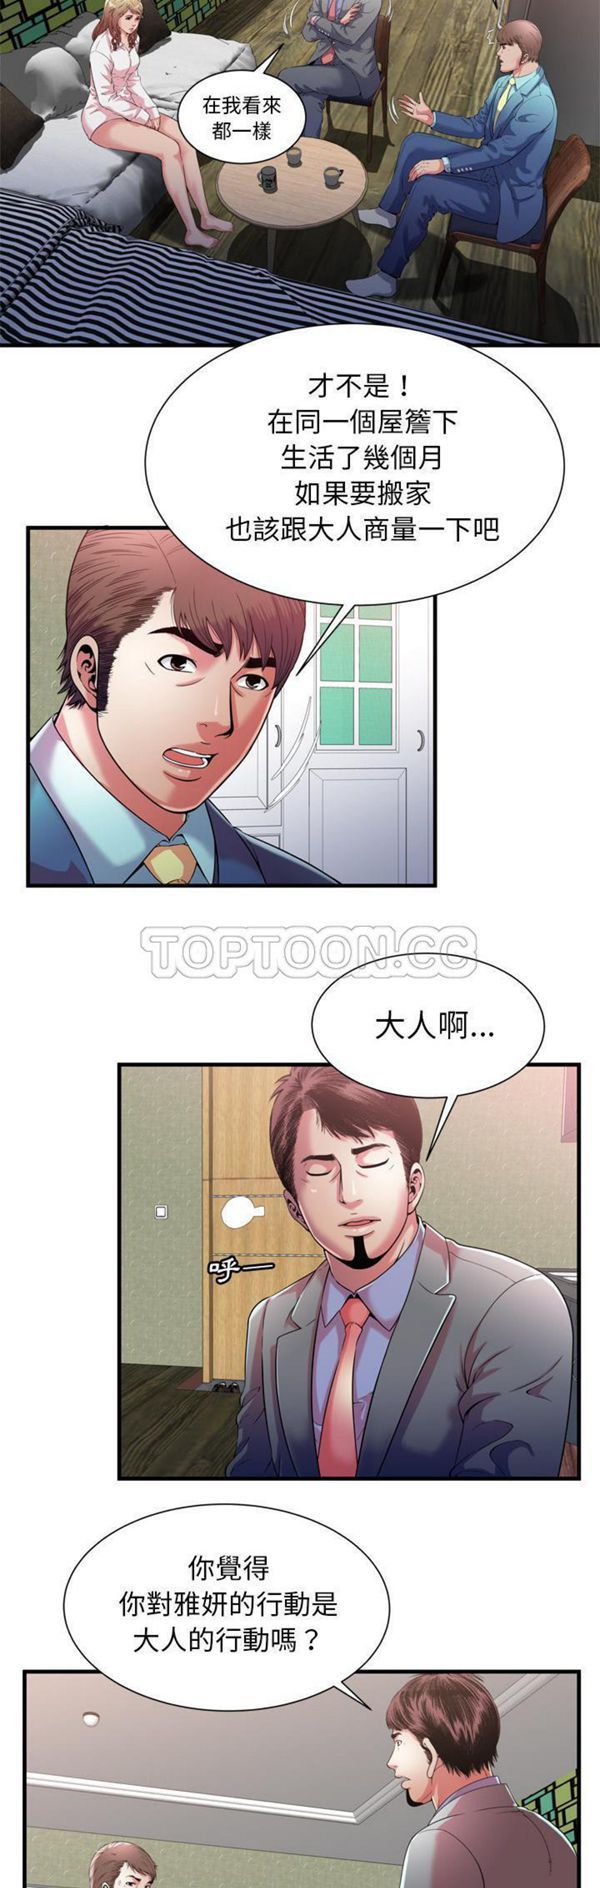 在我看來
都一樣
才不是！
在同一個屋簷下
生活了幾個月
如果要搬家
也該跟大人商量一下吧
TOPTOON.CC
大人啊...
呼—
你覺得
你對雅妍的行動是
大人的行動嗎？